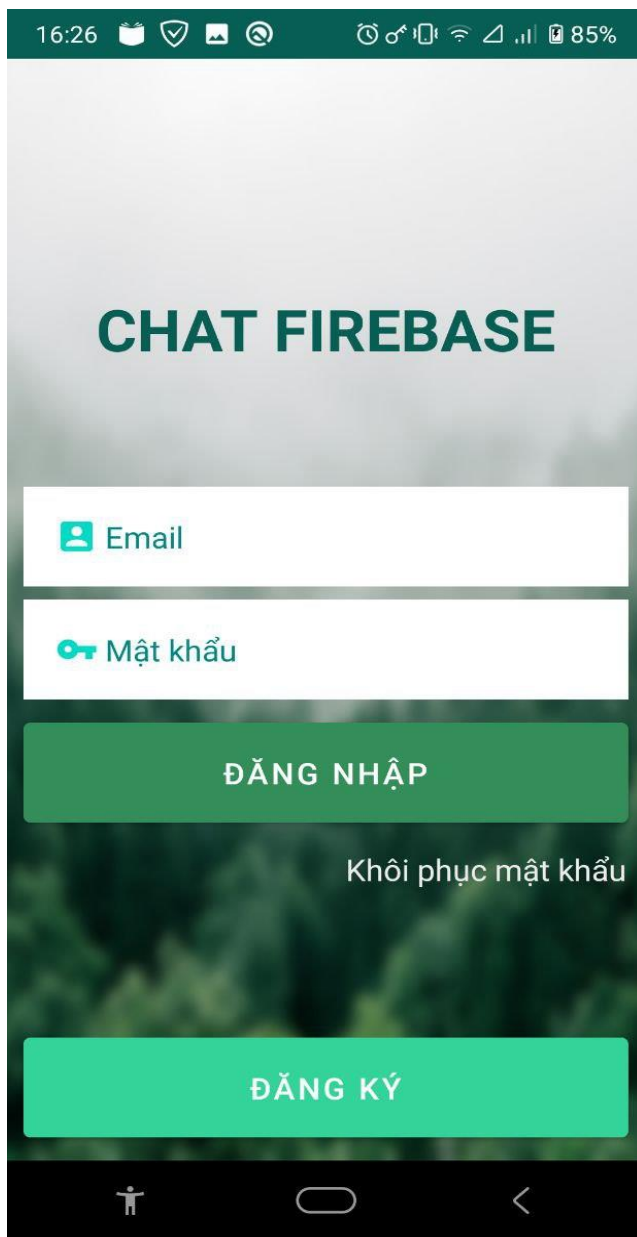 16:26 85%
CHAT FIREBASE
Email
Mật khẩu
ĐĂNG NHẬP
Khôi phục mật khẩu
ĐĂNG KÝ